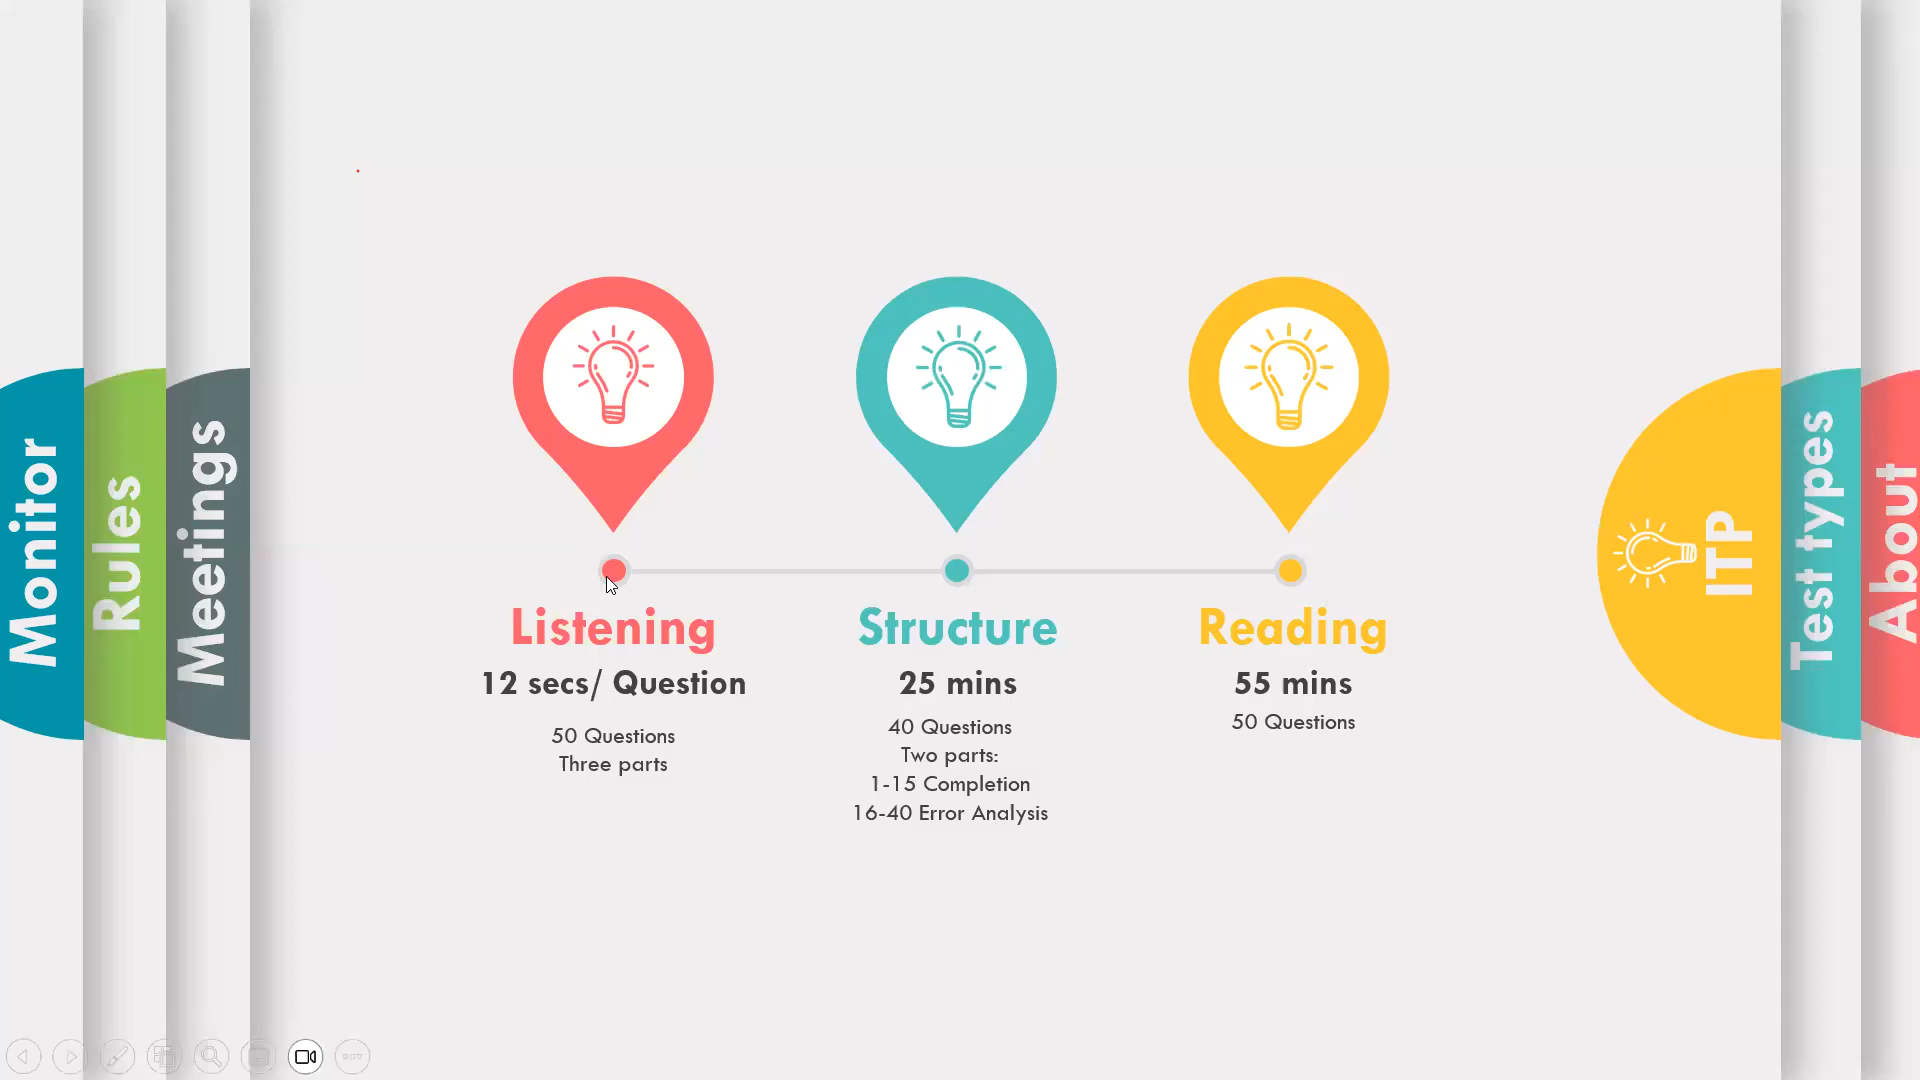 Monitor
Rules
Meetings
Listening
12 secs/ Question
50 Questions
Three parts
Structure
25 mins
40 Questions
Two parts:
1-15 Completion
16-40 Error Analysis
Reading
55 mins
50 Questions
ITP
Test types
About